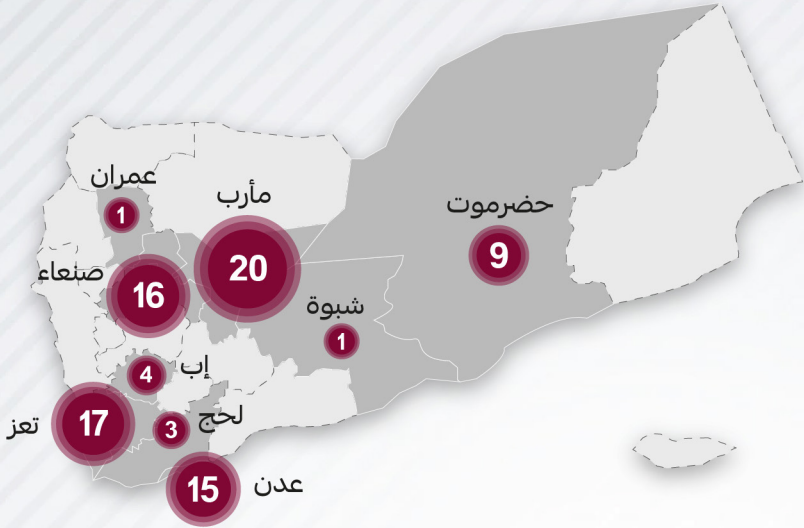 عمران
1
مأرب
20
حضرموت
9
صنعاء
16
شبوة
1
إب
4
لحج
3
تعز
17
عدن
15